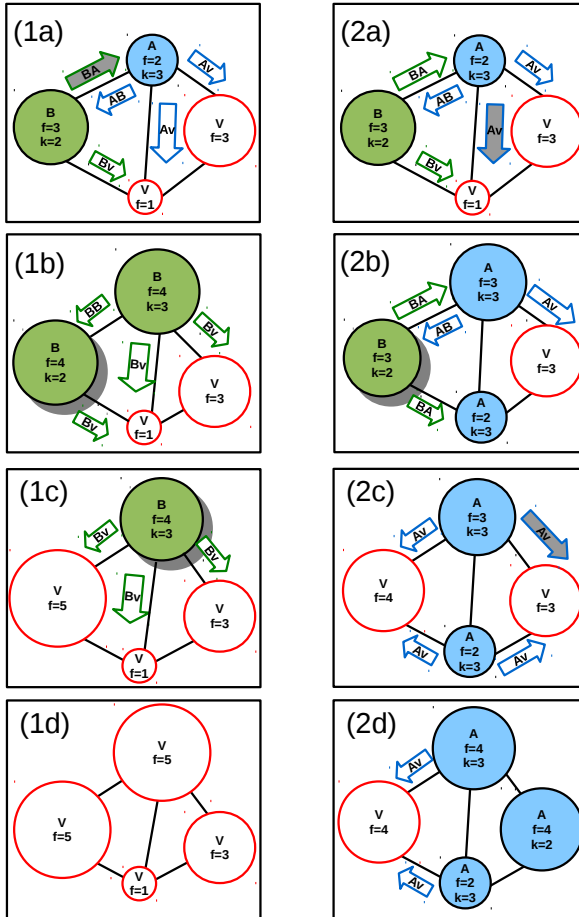 (1a)
A
f=2
k=3
BA
Av
AB
Av
B
f=3
k=2
V
f=3
Bv
V
f=1
(2a)
A
f=2
k=3
BA
Av
AB
Av
B
f=3
k=2
V
f=3
Bv
V
f=1
(1b)
B
f=4
k=3
BB
Bv
B
f=4
k=2
Bv
V
f=3
Bv
V
f=1
(2b)
A
f=3
k=3
BA
Av
AB
B
f=3
k=2
V
f=3
BA
A
f=2
k=3
(1c)
B
f=4
k=3
Bv
Bv
Bv
V
f=5
V
f=3
V
f=1
(2c)
A
f=3
k=3
Av
Av
V
f=4
V
f=3
Av
A
f=2
k=3
Av
(1d)
V
f=5
V
f=5
V
f=3
V
f=1
(2d)
A
f=4
k=3
Av
V
f=4
A
f=4
k=2
Av
A
f=2
k=3